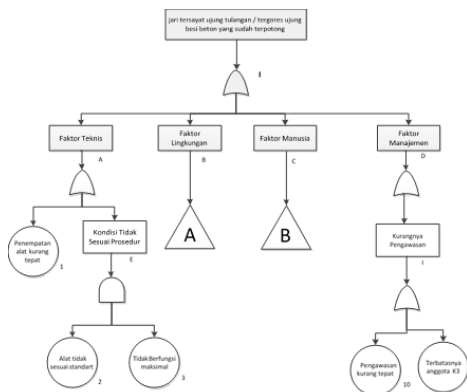 jari tersayat ujung tulangan / tergores ujung
besi beton yang sudah terpotong
Faktor Teknis
Faktor
Lingkungan
Faktor Manusia
Faktor
Manajemen
A
B
C
D
Penempatan
alat kurang
tepat
1
Kondisi Tidak
Sesuai Prosedur
E
A
B
Kurangnya
Pengawasan
I
Alat tidak
sesuai standart
2
TidakBerfungsi
maksimal
3
Pengawasan
kurang tepat
10
Terbatasnya
anggota K3